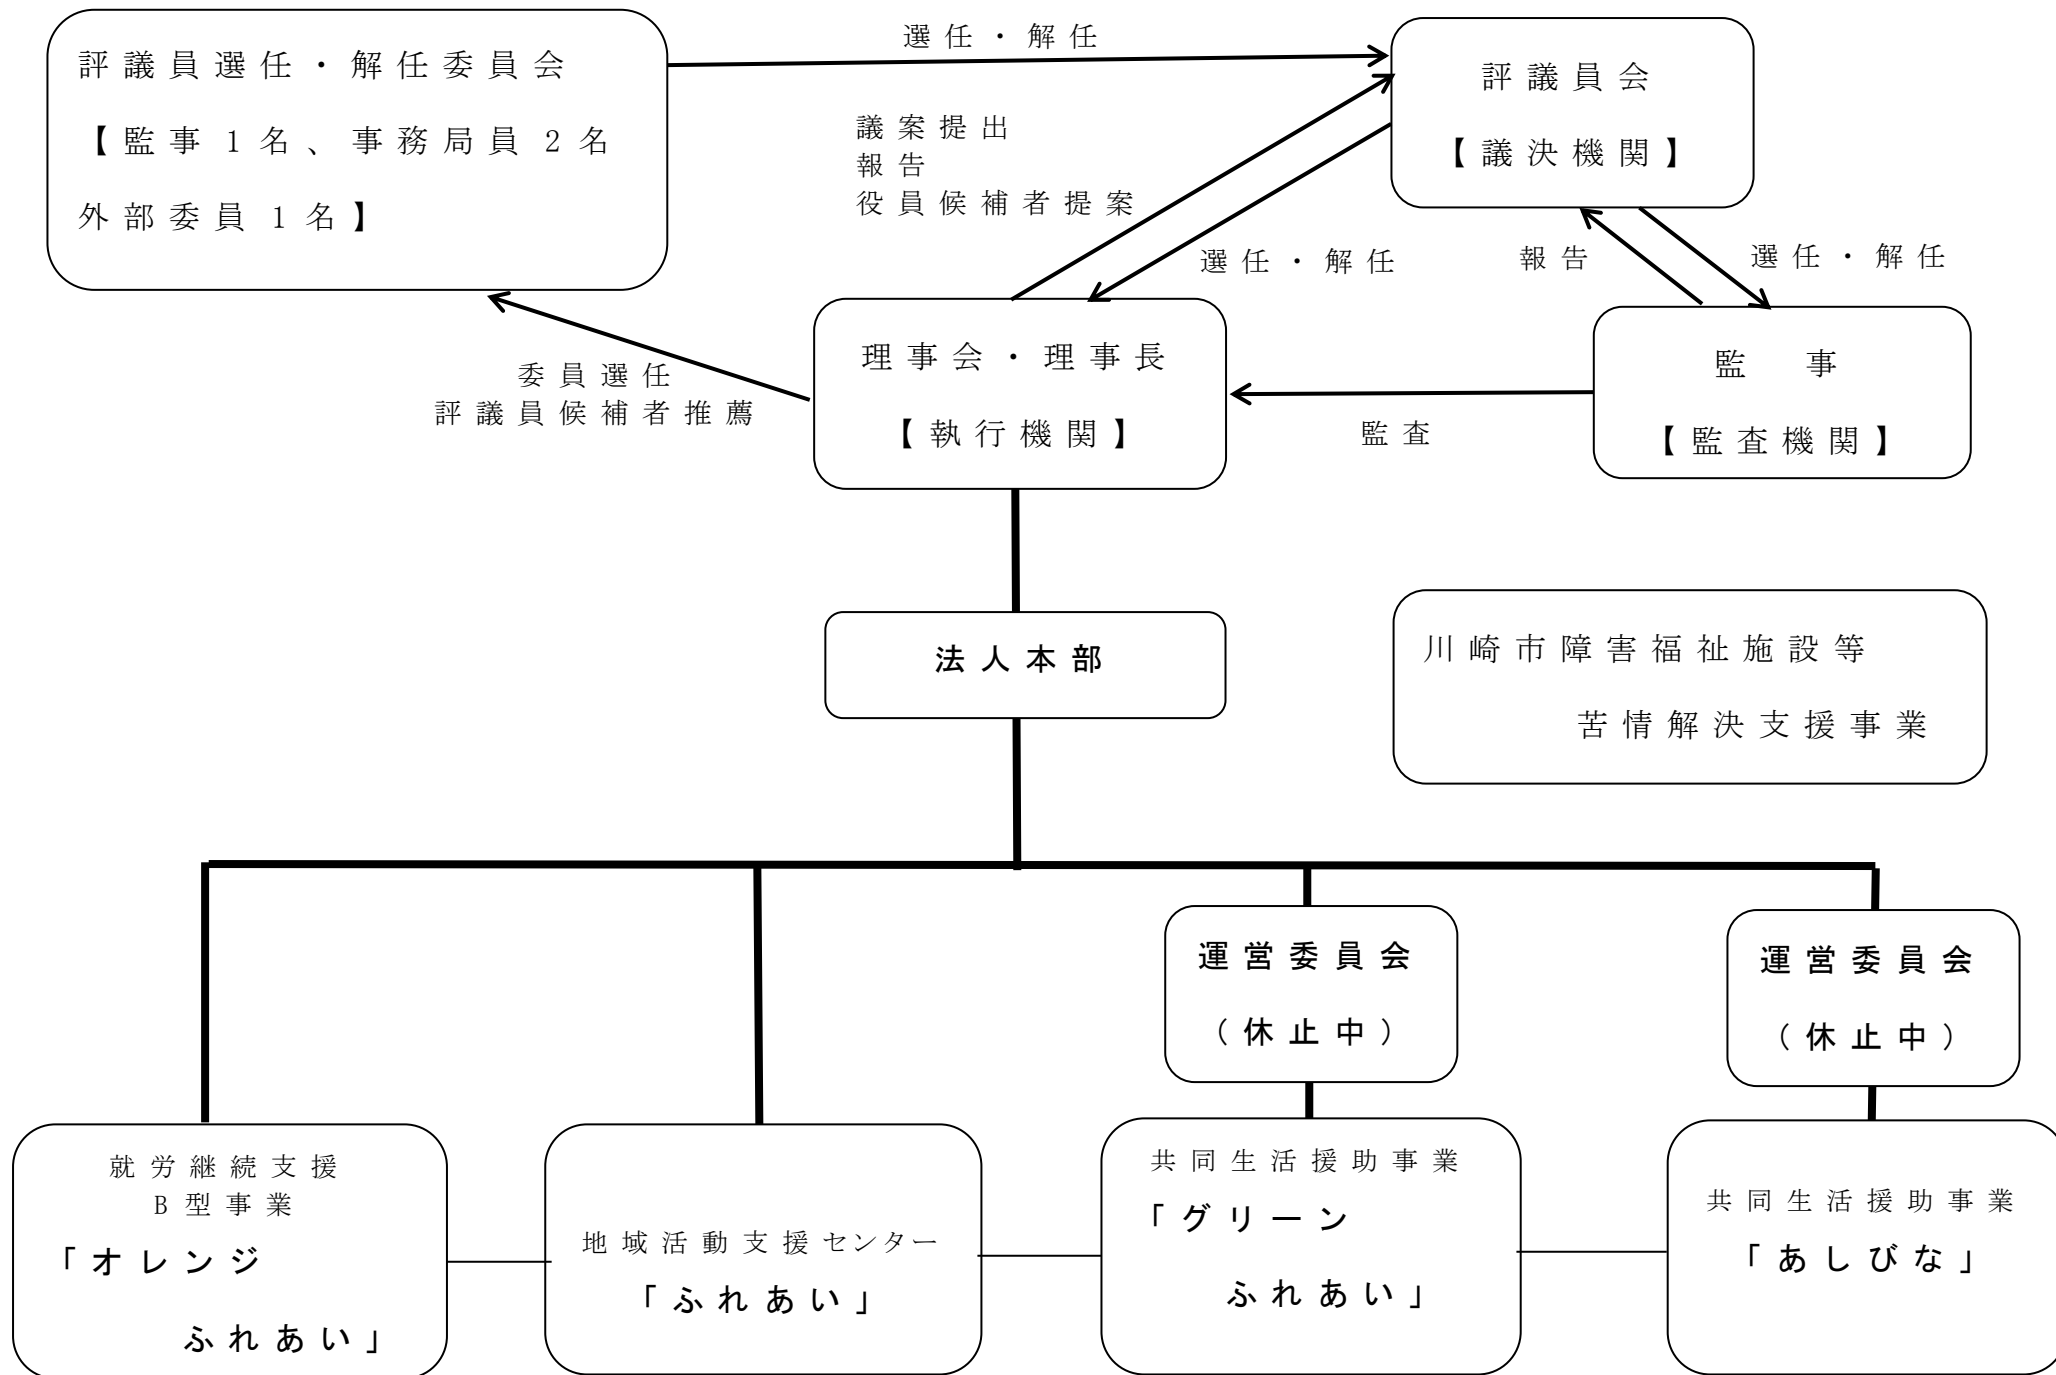 評議員選任・解任委員会
【監事1名、事務局員2名
外部委員1名】
選任・解任
評議員会
【議決機関】
議案提出
報告
役員候補者提案
選任・解任
報告
選任・解任
委員選任
評議員候補者推薦
理事会・理事長
【執行機関】
監査
監　事
【監査機関】
法人本部
川崎市障害福祉施設等
苦情解決支援事業
運営委員会
（休止中）
運営委員会
（休止中）
就労継続支援
B型事業
「オレンジ
ふれあい」
地域活動支援センター
「ふれあい」
共同生活援助事業
「グリーン
ふれあい」
共同生活援助事業
「あしびな」